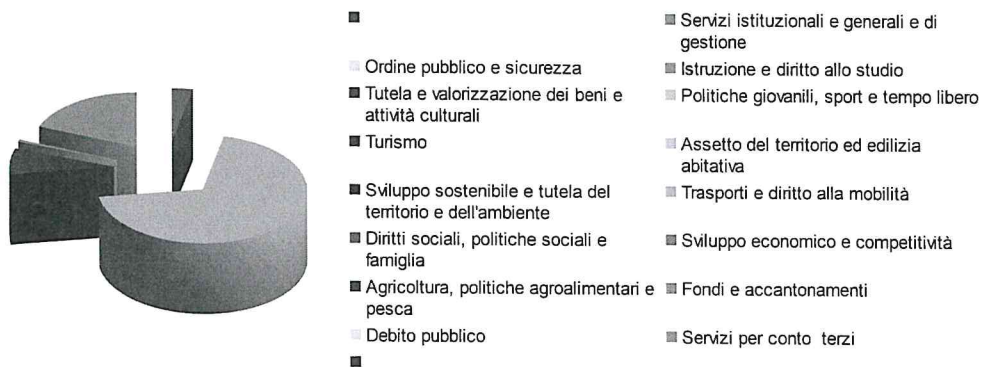 Servizi istituzionali e generali e di
gestione
Ordine pubblico e sicurezza
Istruzione e diritto allo studio
Tutela e valorizzazione dei beni e
attività culturali
Politiche giovanili, sport e tempo libero
Turismo
Assetto del territorio ed edilizia
abitativa
Sviluppo sostenibile e tutela del
territorio e dell'ambiente
Trasporti e diritto alla mobilità
Diritti sociali, politiche sociali e
famiglia
Sviluppo economico e competitività
Agricoltura, politiche agroalimentari e
pesca
Fondi e accantonamenti
Debito pubblico
Servizi per conto terzi